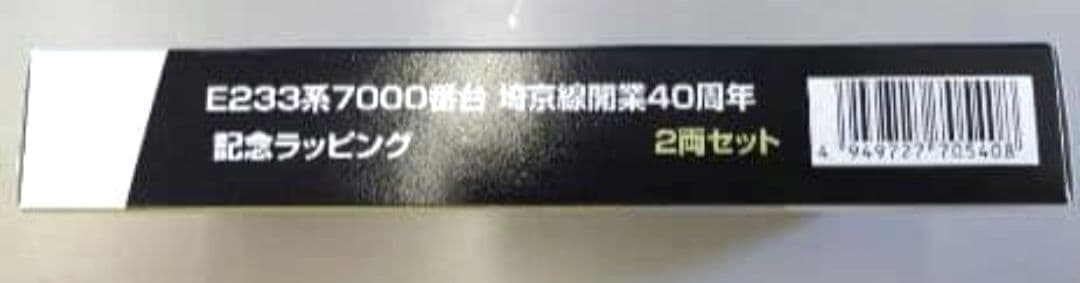 E233系7000番台 埼京線開業40周年
記念ラッピング
2両セット
4 949727 705408